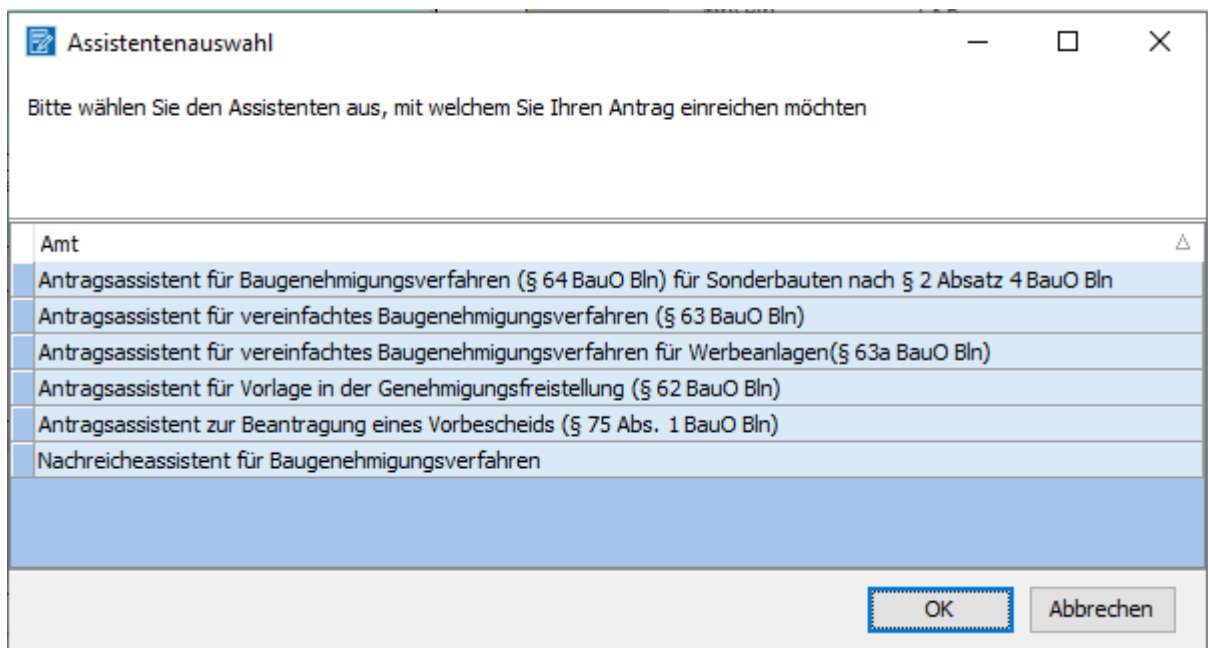 Assistentenauswahl
Bitte wählen Sie den Assistenten aus, mit welchem Sie Ihren Antrag einreichen möchten
Amt
Antragsassistent für Baugenehmigungsverfahren (§ 64 BauO Bln) für Sonderbauten nach § 2 Absatz 4 BauO Bln
Antragsassistent für vereinfachtes Baugenehmigungsverfahren (§ 63 BauO Bln)
Antragsassistent für vereinfachtes Baugenehmigungsverfahren für Werbeanlagen(§ 63a BauO Bln)
Antragsassistent für Vorlage in der Genehmigungsfreistellung (§ 62 BauO Bln)
Antragsassistent zur Beantragung eines Vorbescheids (§ 75 Abs. 1 BauO Bln)
Nachreicheassistent für Baugenehmigungsverfahren
OK Abbrechen